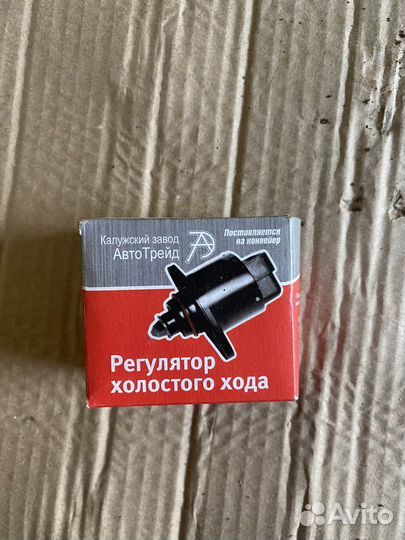 Калужский завод
АвтоТрейд
Поставляется
на конвейер
Регулятор
холостого хода
Avito